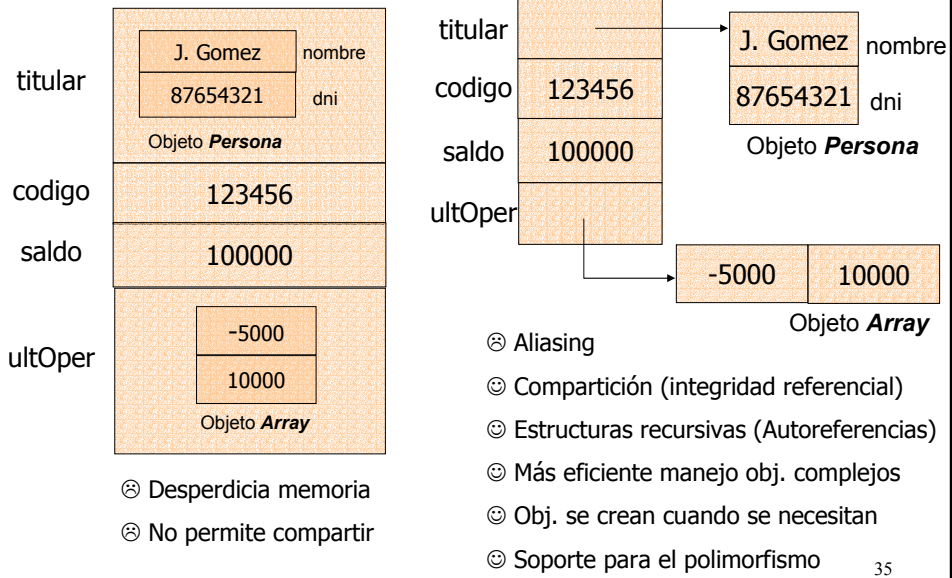 titular
J. Gomez nombre
87654321 dni
Objeto Persona
codigo 123456
saldo 100000
ultOper
-5000
10000
Objeto Array
☹ Desperdicia memoria
☹ No permite compartir
titular
J. Gomez nombre
87654321 dni
Objeto Persona
codigo 123456
saldo 100000
ultOper
-5000 10000
Objeto Array
☹ Aliasing
☺ Compartición (integridad referencial)
☺ Estructuras recursivas (Autoreferencias)
☺ Más eficiente manejo obj. complejos
☺ Obj. se crean cuando se necesitan
☺ Soporte para el polimorfismo
35